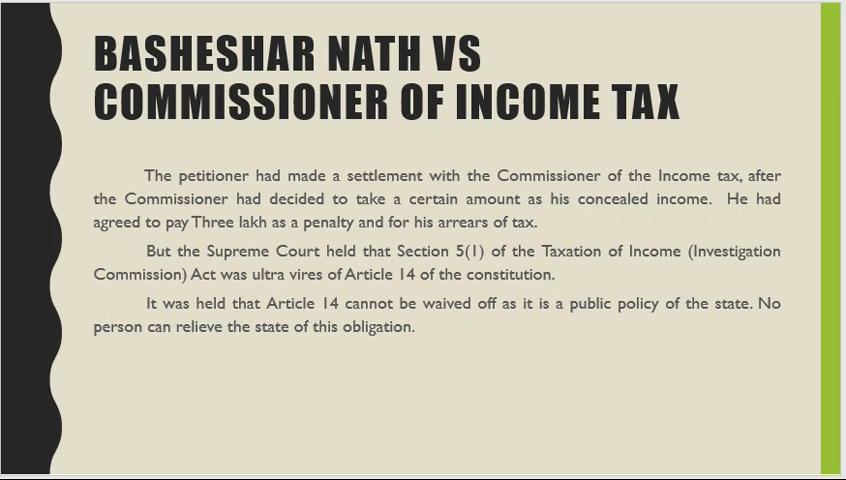 BASHESHAR NATH VS
COMMISSIONER OF INCOME TAX
The petitioner had made a settlement with the Commissioner of the Income tax, after
the Commissioner had decided to take a certain amount as his concealed income. He had
agreed to pay Three lakh as a penalty and for his arrears of tax.
But the Supreme Court held that Section 5(1) of the Taxation of Income (Investigation
Commission) Act was ultra vires of Article 14 of the constitution.
It was held that Article 14 cannot be waived off as it is a public policy of the state. No
person can relieve the state of this obligation.